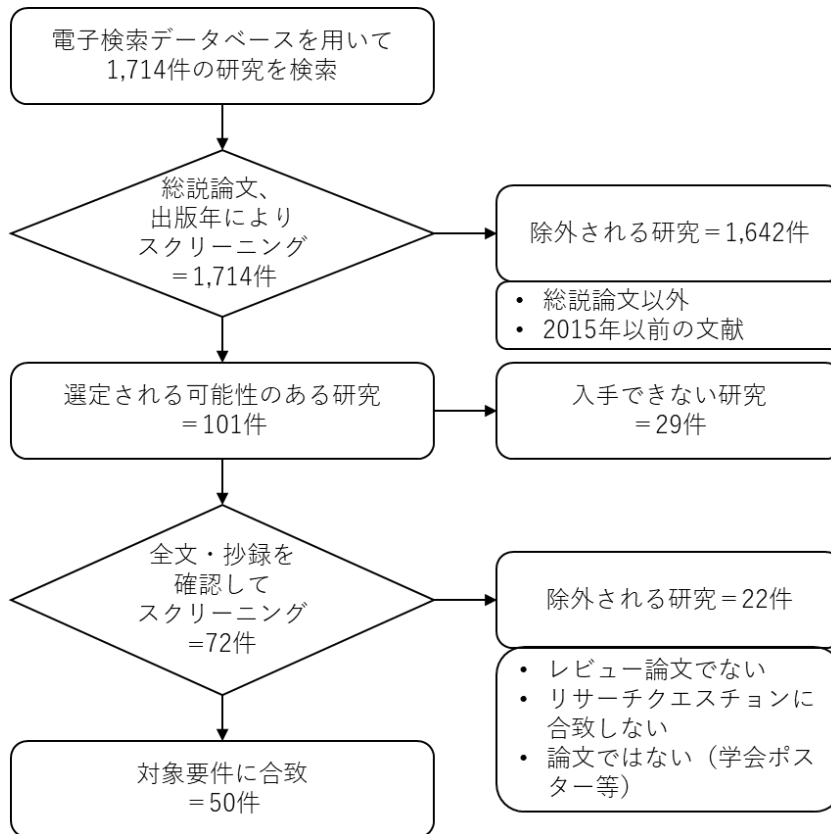 電子検索データベースを用いて
1,714件の研究を検索
総説論文、
出版年により
スクリーニング
＝1,714件
除外される研究＝1,642件
• 総説論文以外
• 2015年以前の文献
選定される可能性のある研究
＝101件
入手できない研究
＝29件
全文・抄録を
確認して
スクリーニング
=72件
除外される研究＝22件
• レビュー論文でない
• リサーチクエスチョンに
合致しない
• 論文ではない（学会ポス
ター等）
対象要件に合致
＝50件